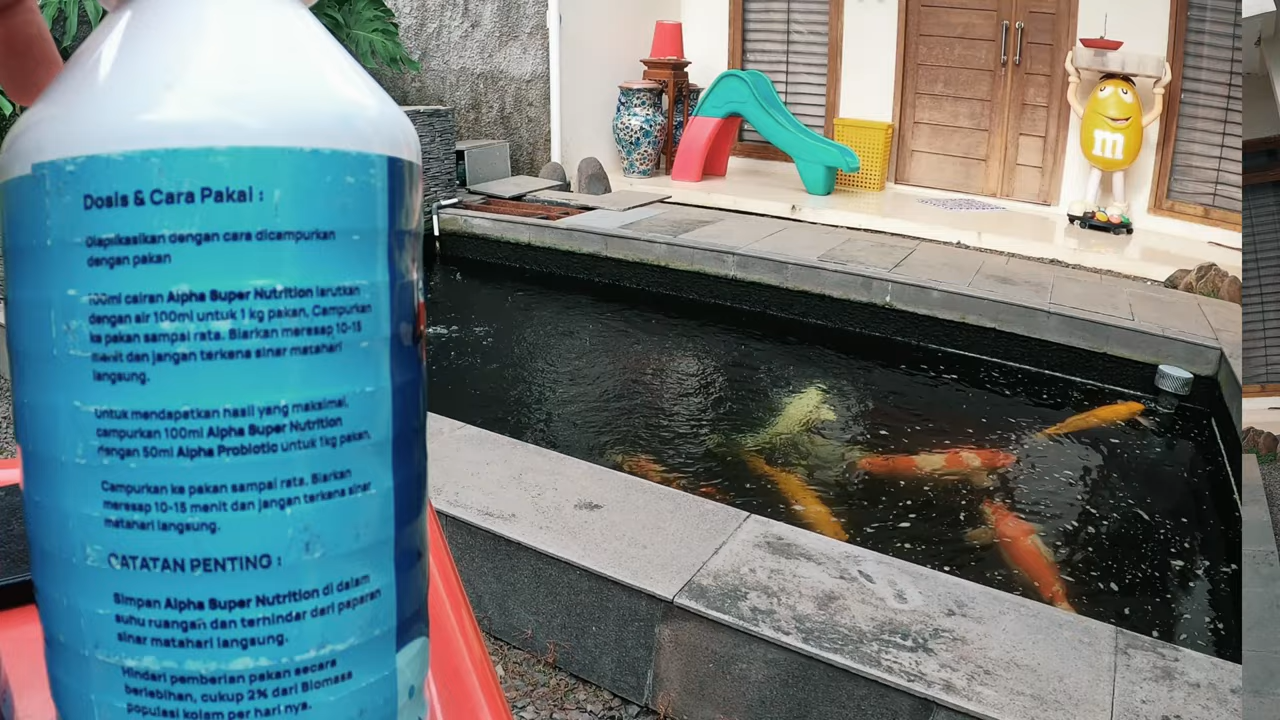 Dosis & Cara Pakai :
Diaplikasikan dengan cara dicampurkan
dengan pakan
100ml cairan Alpha Super Nutrition larutkan
dengan air 100ml untuk 1 kg pakan. Campurkan
ke pakan sampai rata. Biarkan meresap 10-15
menit dan jangan terkena sinar matahari
langsung.
Untuk mendapatkan hasil yang maksimal,
campurkan 100ml Alpha Super Nutrition
dengan 50ml Alpha Probiotic untuk 1kg pakan.
Campurkan ke pakan sampai rata. Biarkan
meresap 10-15 menit dan jangan terkena sinar
matahari langsung.
CATATAN PENTING :
Simpan Alpha Super Nutrition di dalam
suhu ruangan dan terhindar dari paparan
sinar matahari langsung.
Hindari pemberian pakan secara
berlebihan, cukup 2% dari Biomasa
populasi kolam per hari nya.
m